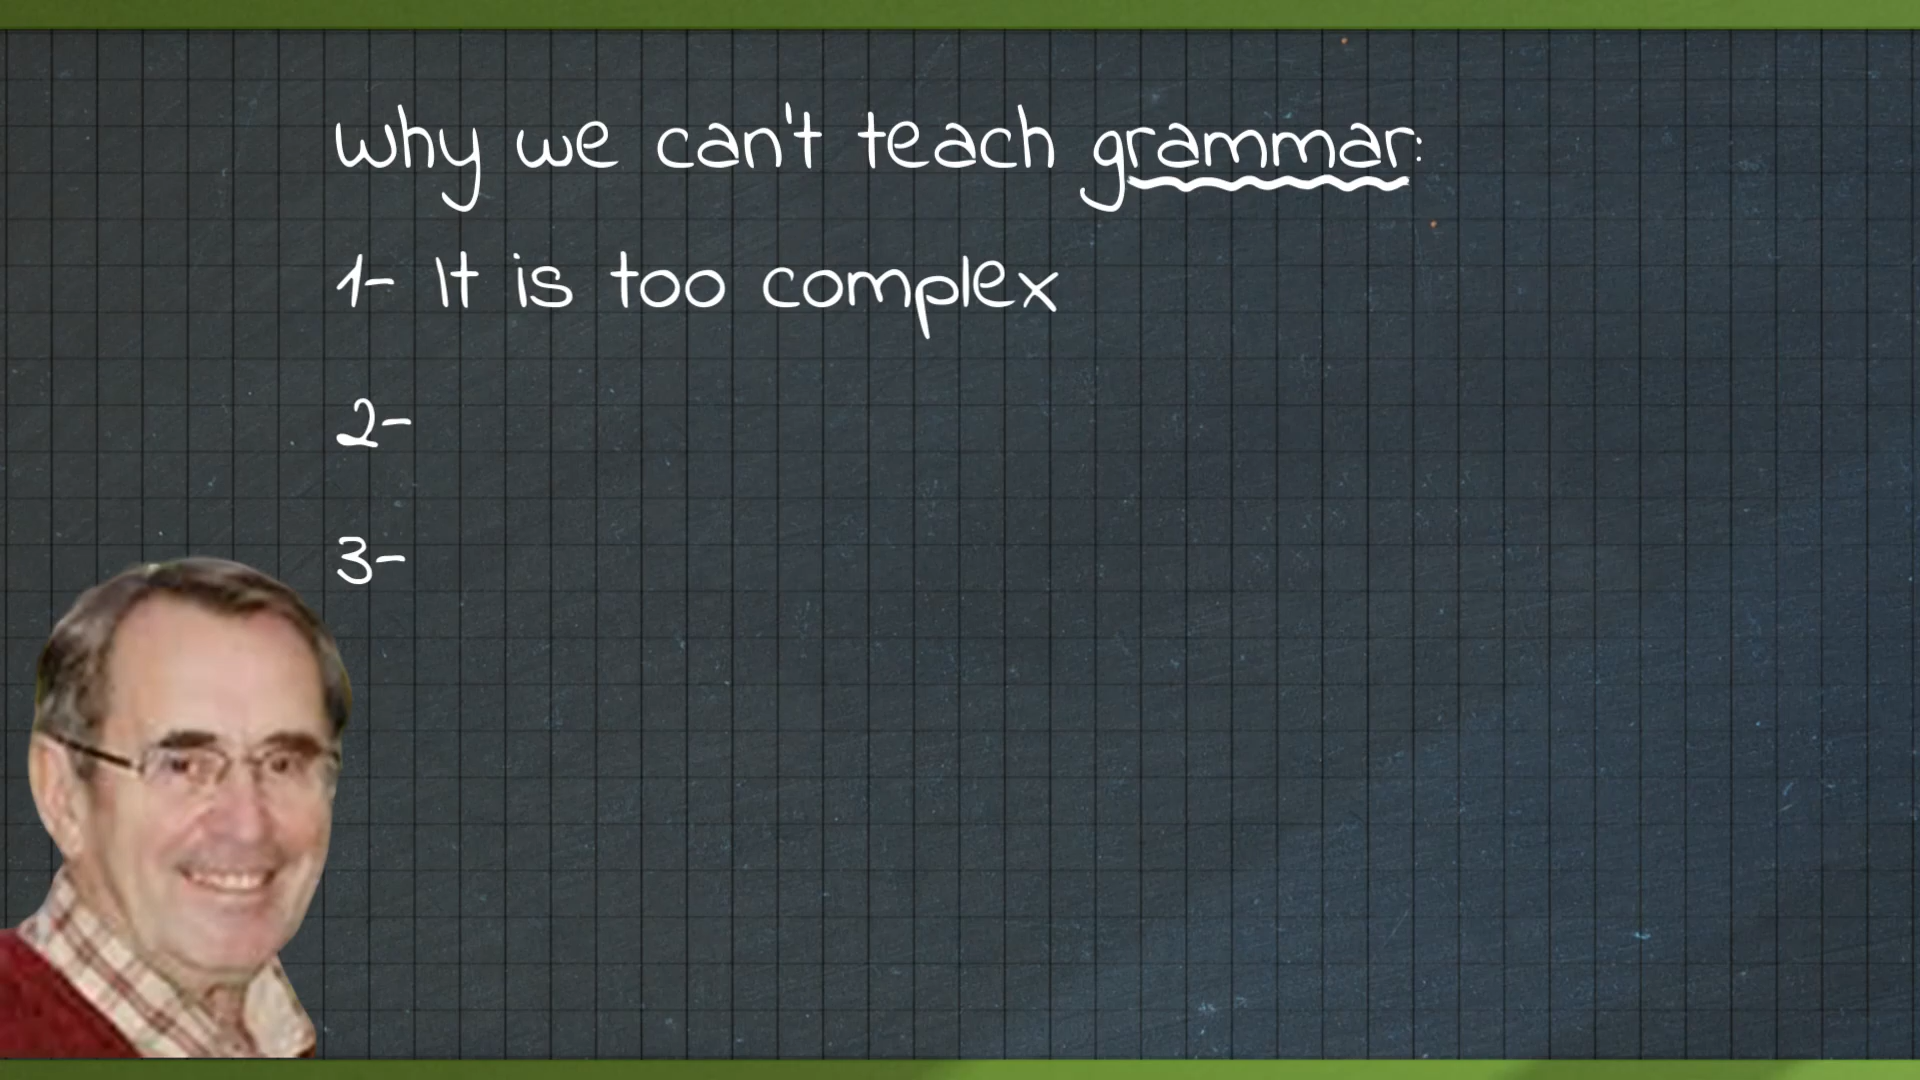 Why we can't teach grammar:
1- It is too complex
2-
3-